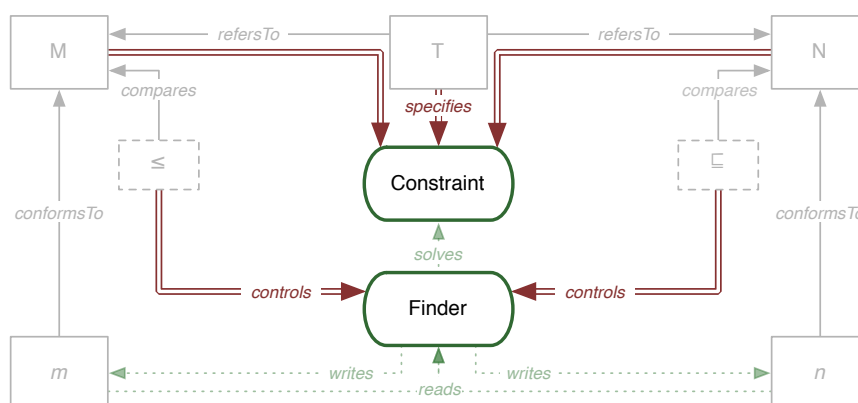 M
refersTo
T
refersTo
N
compares
specifies
compares
≤
⊑
Constraint
conformsTo
conformsTo
solves
controls
controls
Finder
m
writes
writes
n
reads